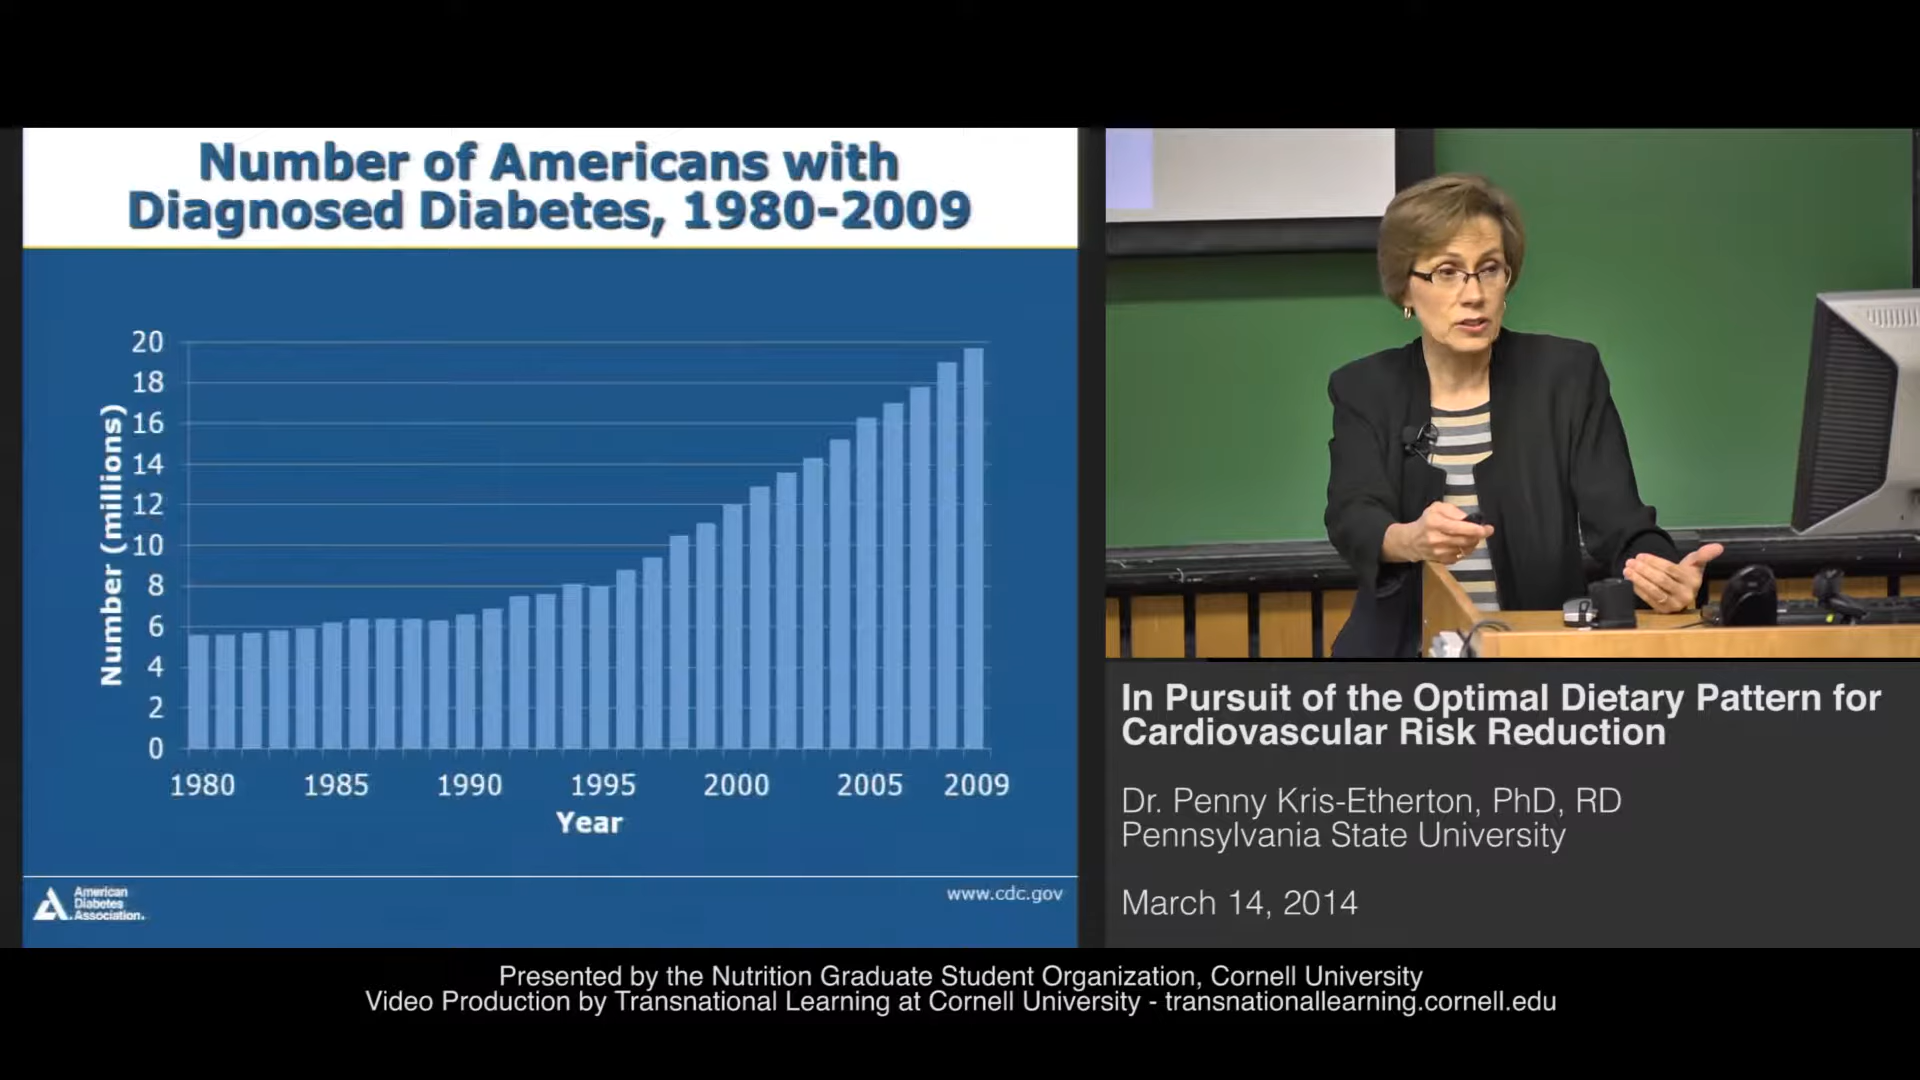 Number of Americans with
Diagnosed Diabetes, 1980-2009
Number (millions)
20
18
16
14
12
10
8
6
4
2
0
1980 1985 1990 1995 2000 2005 2009
Year
American
Diabetes
Association.
www.cdc.gov
In Pursuit of the Optimal Dietary Pattern for
Cardiovascular Risk Reduction
Dr. Penny Kris-Etherton, PhD, RD
Pennsylvania State University
March 14, 2014
Presented by the Nutrition Graduate Student Organization, Cornell University
Video Production by Transnational Learning at Cornell University - transnationallearning.cornell.edu